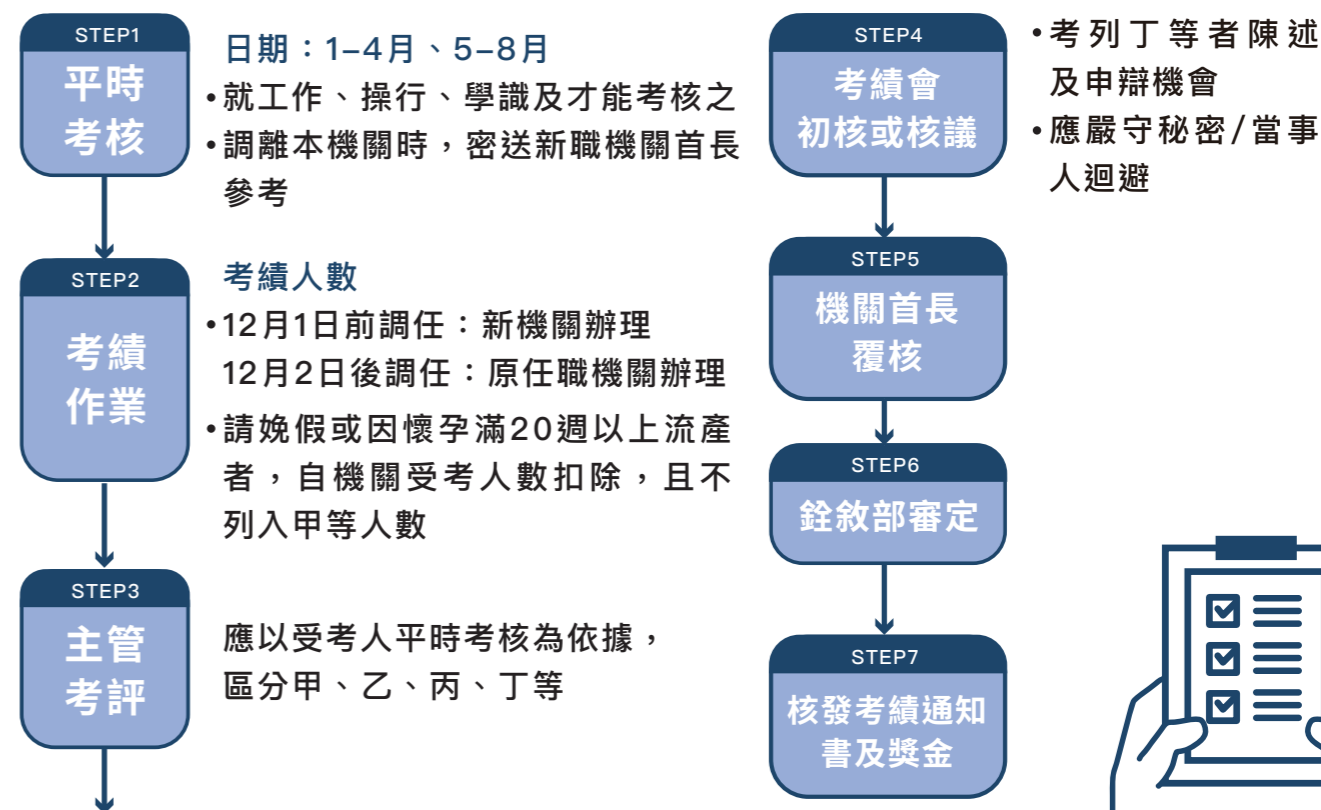 STEP1
平時
考核
日期：1–4月、5–8月
•就工作、操行、學識及才能考核之
•調離本機關時，密送新職機關首長
參考
STEP2
考績
作業
考績人數
•12月1日前調任：新機關辦理
12月2日後調任：原任職機關辦理
•請娩假或因懷孕滿20週以上流產
者，自機關受考人數扣除，且不
列入甲等人數
STEP3
主管
考評
應以受考人平時考核為依據，
區分甲、乙、丙、丁等
STEP4
考績會
初核或核議
•考列丁等者陳述
及申辯機會
•應嚴守秘密/當事
人迴避
STEP5
機關首長
覆核
STEP6
銓敘部審定
STEP7
核發考績通知
書及獎金